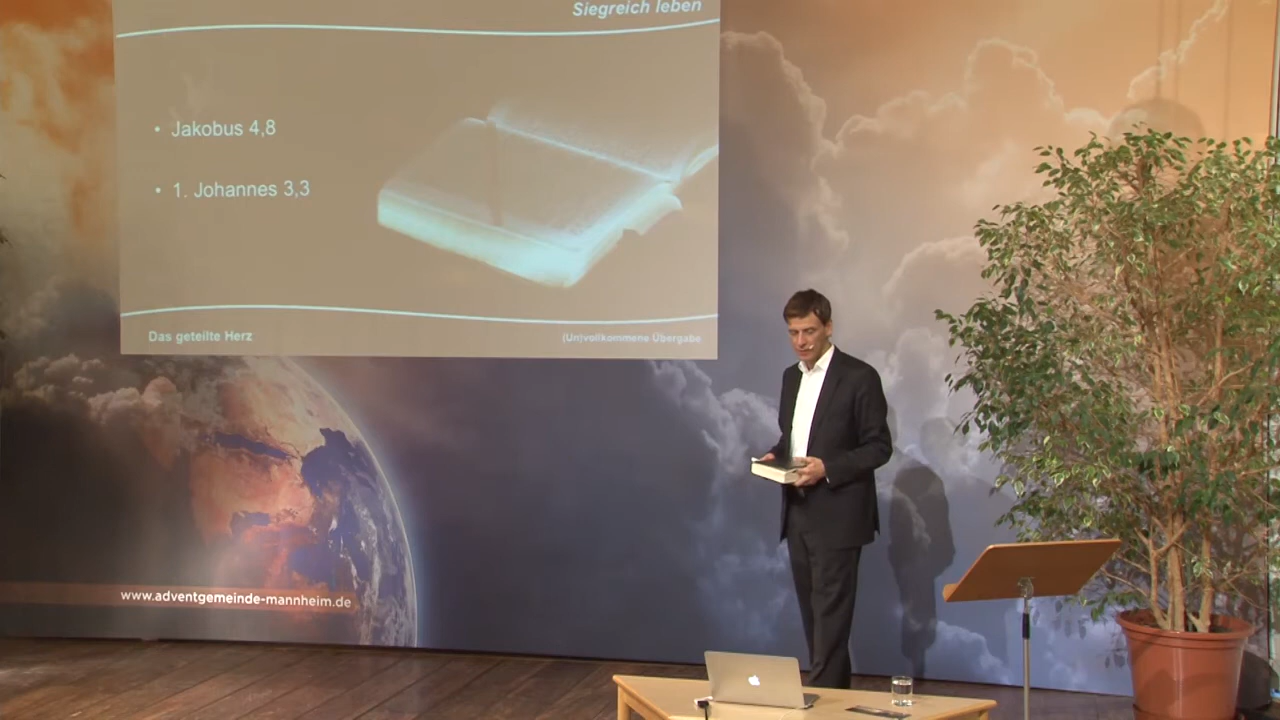 Siegreich leben
• Jakobus 4,8
• 1. Johannes 3,3
Das geteilte Herz
(Un)vollkommene Übergabe
www.adventgemeinde-mannheim.de